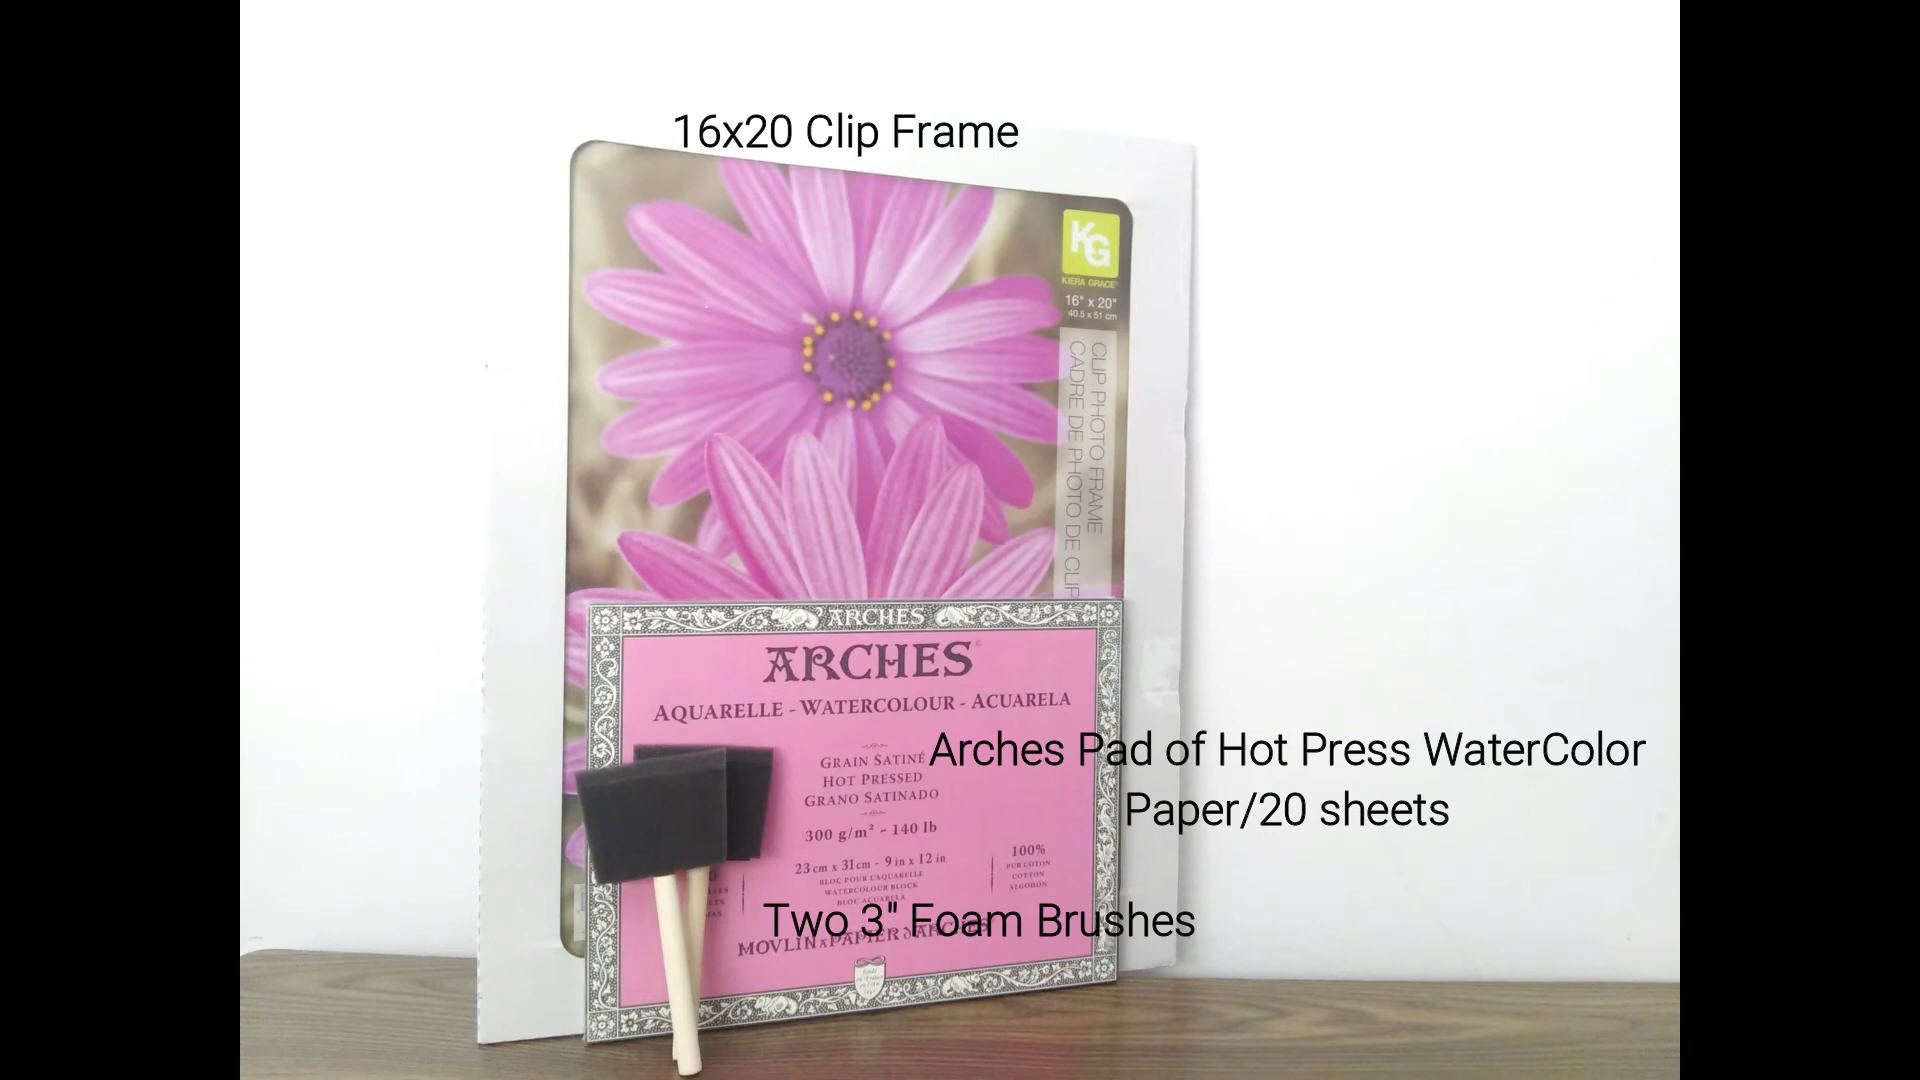 16x20 Clip Frame
KG
KIERA GRACE
16" x 20"
40.5 x 51 cm
CLIP PHOTO FRAME
CADRE DE PHOTO DE CLIP
ARCHES
ARCHES
AQUARELLE - WATERCOLOUR - ACUARELA
GRAIN SATINÉ
HOT PRESSED
GRANO SATINADO
Arches Pad of Hot Press WaterColor
Paper/20 sheets
300 g/m² - 140 lb
23 cm x 31 cm - 9 in x 12 in
BLOC POUR L'AQUARELLE
WATERCOLOUR BLOCK
BLOC ACUARELA
100%
PUR COTON
COTTON
ALGODÓN
Two 3" Foam Brushes
MOVLIN À PAPIER D'ARCHES